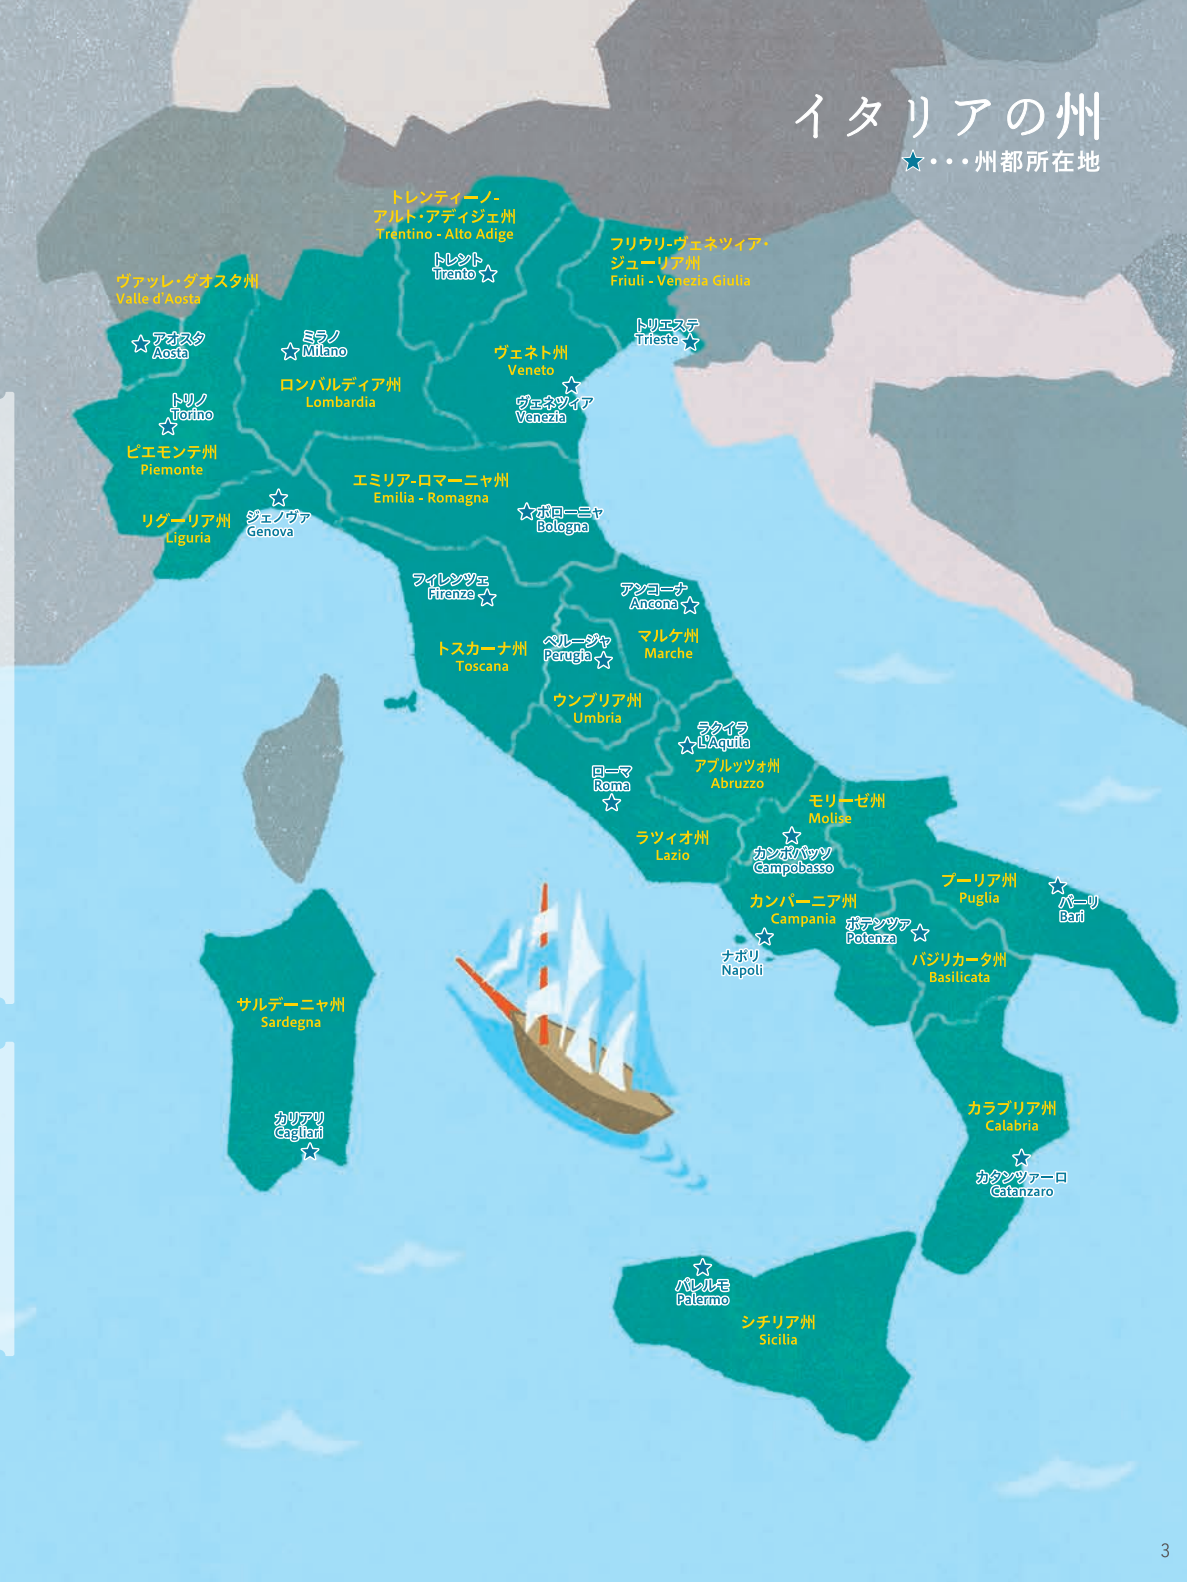 イタリアの州
★・・・州都所在地
トレンティーノ-
アルト・アディジェ州
Trentino - Alto Adige
トレント
Trento
フリウリ-ヴェネツィア・
ジューリア州
Friuli - Venezia Giulia
トリエステ
Trieste
ヴァッレ・ダオスタ州
Valle d'Aosta
アオスタ
Aosta
ミラノ
Milano
ロンバルディア州
Lombardia
ヴェネト州
Veneto
ヴェネツィア
Venezia
トリノ
Torino
ピエモンテ州
Piemonte
エミリア-ロマーニャ州
Emilia - Romagna
ボローニャ
Bologna
リグーリア州
Liguria
ジェノヴァ
Genova
フィレンツェ
Firenze
トスカーナ州
Toscana
アンコーナ
Ancona
マルケ州
Marche
ペルージャ
Perugia
ウンブリア州
Umbria
ラクイラ
L'Aquila
アブルッツォ州
Abruzzo
ローマ
Roma
ラツィオ州
Lazio
モリーゼ州
Molise
カンポバッソ
Campobasso
カンパーニア州
Campania
ナポリ
Napoli
プーリア州
Puglia
バーリ
Bari
ポテンツァ
Potenza
バジリカータ州
Basilicata
サルデーニャ州
Sardegna
カリアリ
Cagliari
カラブリア州
Calabria
カタンツァーロ
Catanzaro
パレルモ
Palermo
シチリア州
Sicilia
3